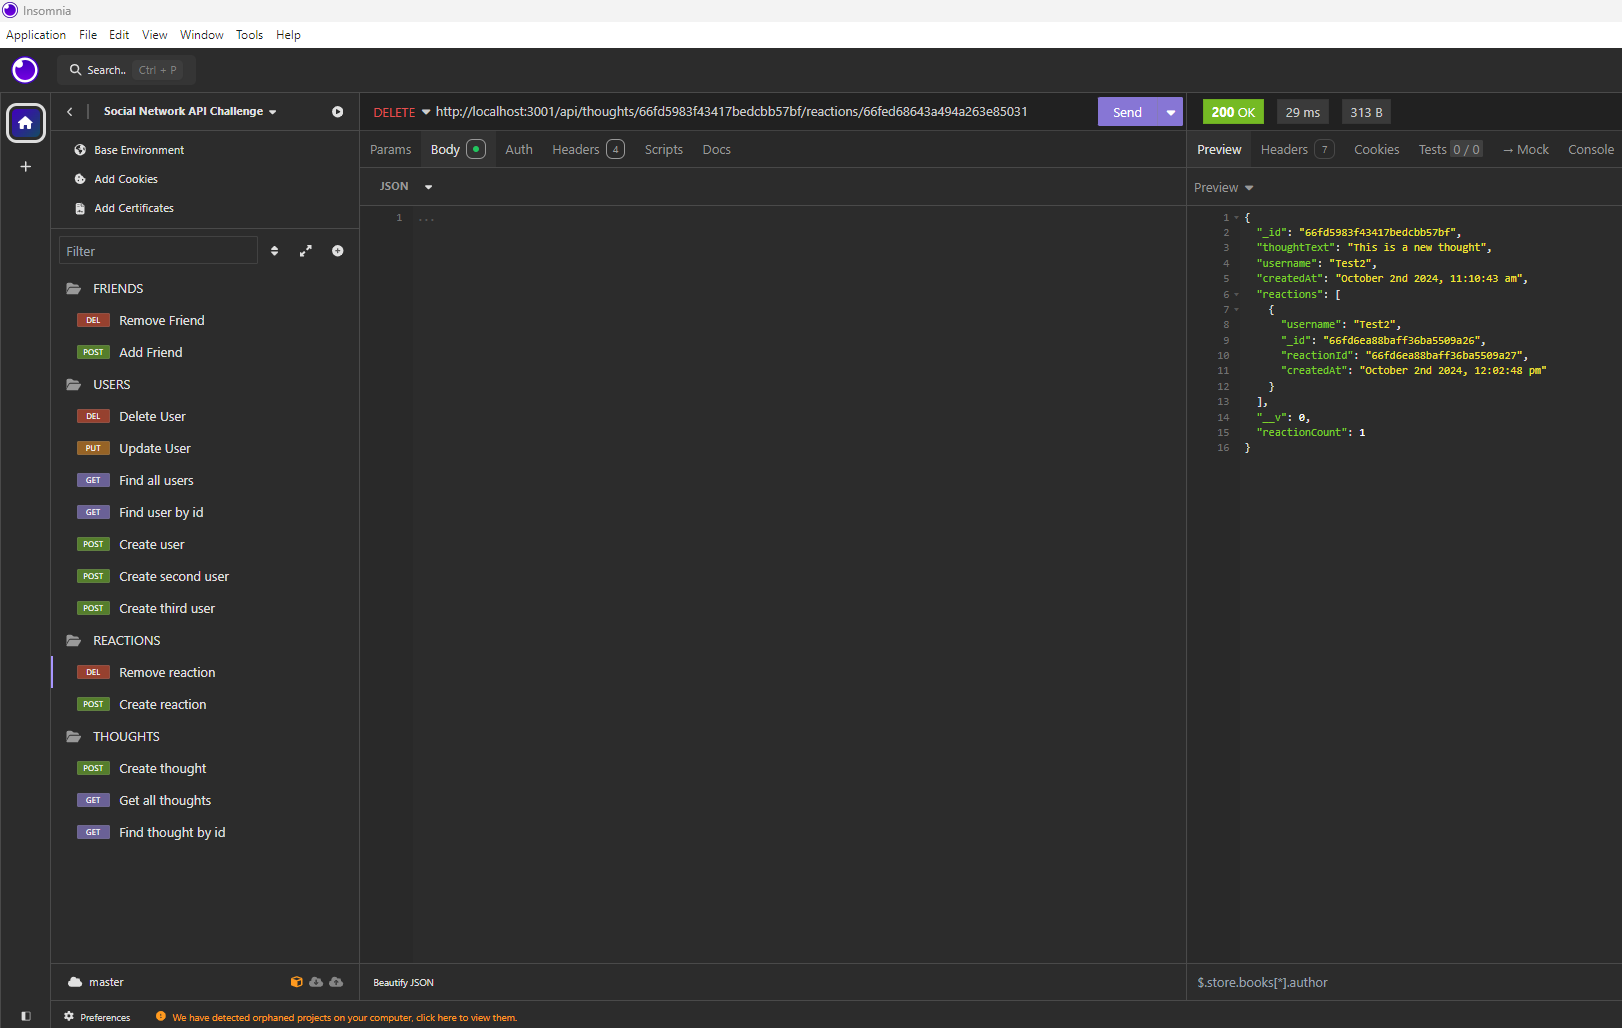 Insomnia
Application File Edit View Window Tools Help
Search.. Ctrl + P
Social Network API Challenge
Base Environment
Add Cookies
Add Certificates
Filter
FRIENDS
DEL Remove Friend
POST Add Friend
USERS
DEL Delete User
PUT Update User
GET Find all users
GET Find user by id
POST Create user
POST Create second user
POST Create third user
REACTIONS
DEL Remove reaction
POST Create reaction
THOUGHTS
POST Create thought
GET Get all thoughts
GET Find thought by id
master
Preferences
We have detected orphaned projects on your computer, click here to view them.
DELETE http://localhost:3001/api/thoughts/66fd5983f43417bedcbb57bf/reactions/66fed68643a494a263e85031 Send
Params Body Auth Headers 4 Scripts Docs
JSON
1 ...
Beautify JSON
200 OK 29 ms 313 B
Preview Headers 7 Cookies Tests 0 / 0 → Mock Console
Preview
1 {
2 "_id": "66fd5983f43417bedcbb57bf",
3 "thoughtText": "This is a new thought",
4 "username": "Test2",
5 "createdAt": "October 2nd 2024, 11:10:43 am",
6 "reactions": [
7 {
8 "username": "Test2",
9 "_id": "66fd6ea88baff36ba5509a26",
10 "reactionId": "66fd6ea88baff36ba5509a27",
11 "createdAt": "October 2nd 2024, 12:02:48 pm"
12 }
13 ],
14 "__v": 0,
15 "reactionCount": 1
16 }
$.store.books[*].author